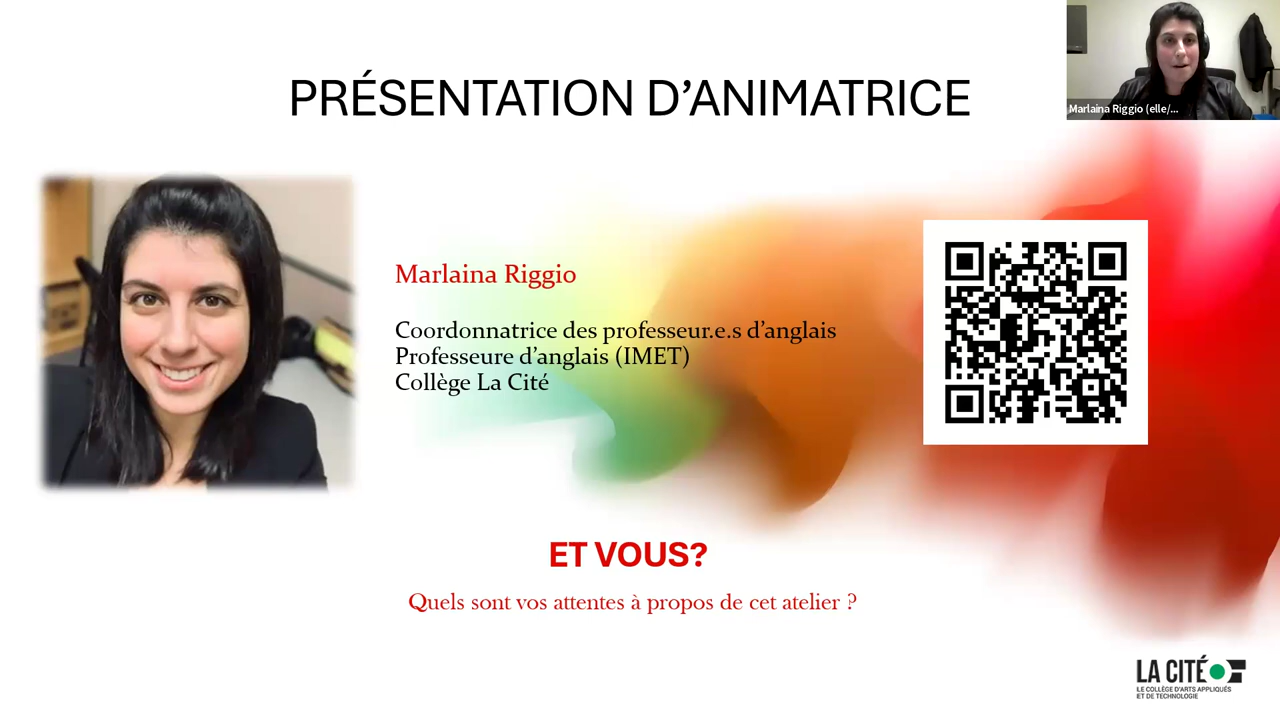 PRÉSENTATION D’ANIMATRICE
Marlaina Riggio (elle/...
Marlaina Riggio
Coordonnatrice des professeur.e.s d’anglais
Professeure d’anglais (IMET)
Collège La Cité
ET VOUS?
Quels sont vos attentes à propos de cet atelier ?
LA CITÉ
LE COLLÈGE D'ARTS APPLIQUÉS
ET DE TECHNOLOGIE